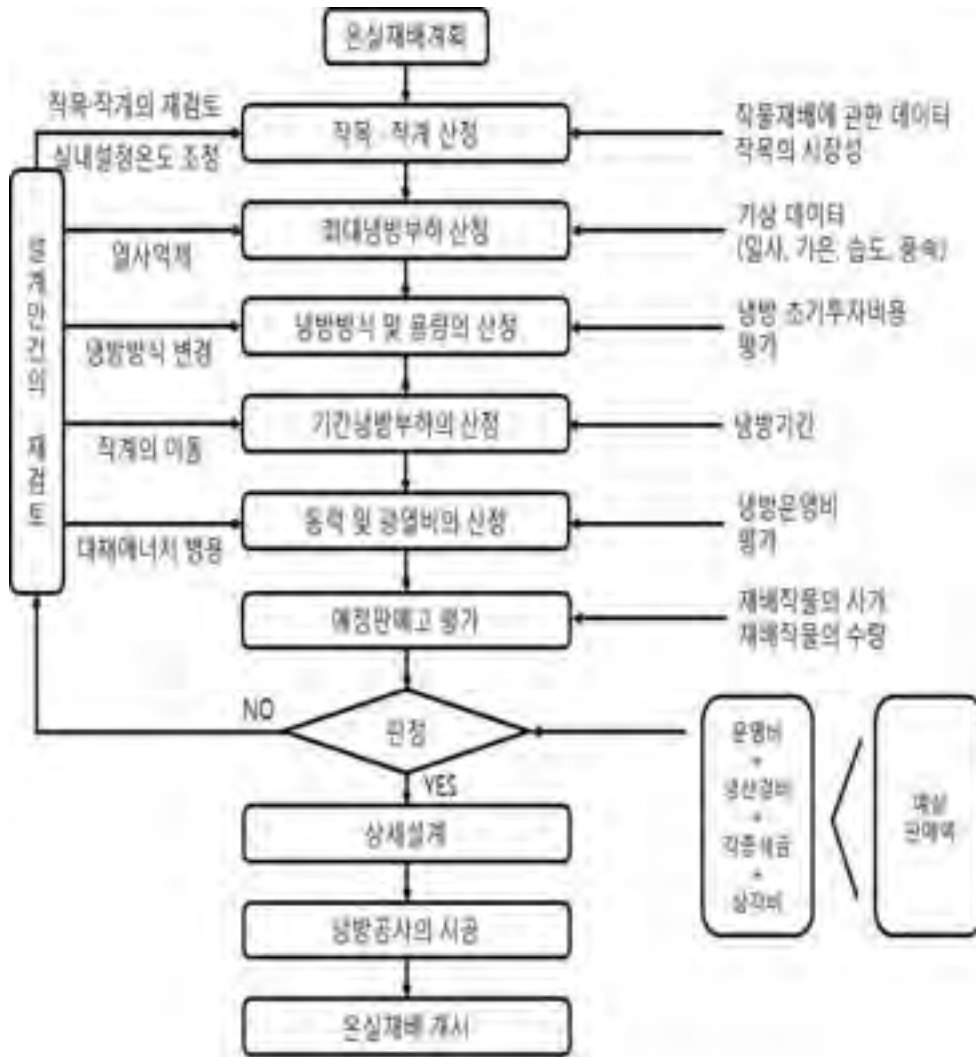 온실재배계획
작목·작계의 재검토
실내설정온도 조정
작목 · 작계 산정
작물재배에 관한 데이터
작목의 시장성
최대냉방부하 산정
일사억제
기상 데이터
(일사, 기온, 습도, 풍속)
냉방방식 및 용량의 산정
냉방방식 변경
냉방 초기투자비용
평가
설계안건의 재검토
기간냉방부하의 산정
작계의 이동
냉방기간
동력 및 광열비의 산정
대체에너지 병용
냉방운영비
평가
예정판매고 평가
재배작물의 시가
재배작물의 수량
NO
판정
YES
운영비
+
생산경비
+
각종세금
+
상각비
예상
판매액
상세설계
냉방공사의 시공
온실재배 개시